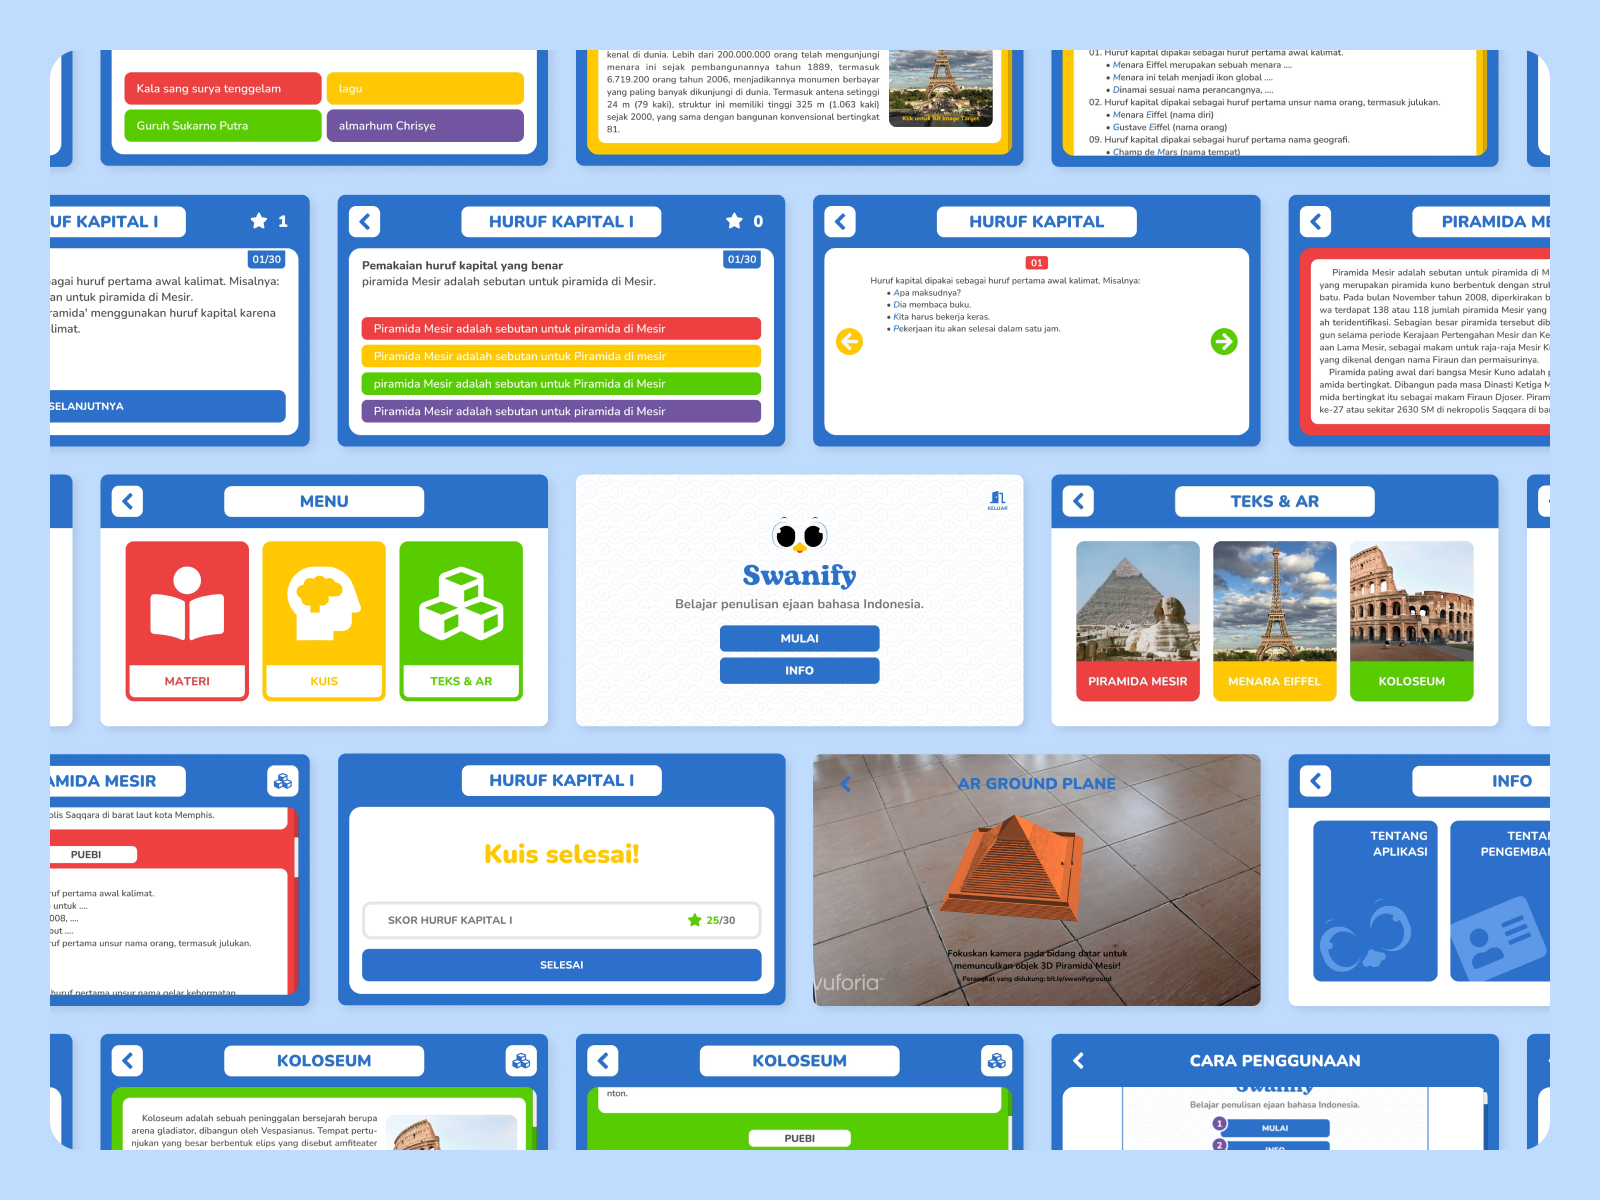 Kala sang surya tenggelam
lagu
Guruh Sukarno Putra
almarhum Chrisye
kenal di dunia. Lebih dari 200.000.000 orang telah mengunjungi
menara ini sejak pembangunannya tahun 1889, termasuk
6.719.200 orang tahun 2006, menjadikannya monumen berbayar
yang paling banyak dikunjungi di dunia. Termasuk antena setinggi
24 m (79 kaki), struktur ini memiliki tinggi 325 m (1.063 kaki)
sejak 2000, yang sama dengan bangunan konvensional bertingkat
81.
Klik untuk AR Image Target
01. Huruf kapital dipakai sebagai huruf pertama awal kalimat.
• Menara Eiffel merupakan sebuah menara ....
• Menara ini telah menjadi ikon global ....
• Dinamai sesuai nama perancangnya, ....
02. Huruf kapital dipakai sebagai huruf pertama unsur nama orang, termasuk julukan.
• Menara Eiffel (nama diri)
• Gustave Eiffel (nama orang)
09. Huruf kapital dipakai sebagai huruf pertama nama geografi.
• Champ de Mars (nama tempat)
UF KAPITAL I
1
01/30
agai huruf pertama awal kalimat. Misalnya:
an untuk piramida di Mesir.
ramida' menggunakan huruf kapital karena
limat.
SELANJUTNYA
HURUF KAPITAL I
0
01/30
Pemakaian huruf kapital yang benar
piramida Mesir adalah sebutan untuk piramida di Mesir.
Piramida Mesir adalah sebutan untuk piramida di Mesir
Piramida Mesir adalah sebutan untuk Piramida di mesir
piramida Mesir adalah sebutan untuk Piramida di Mesir
Piramida Mesir adalah sebutan untuk piramida di Mesir
HURUF KAPITAL
01
Huruf kapital dipakai sebagai huruf pertama awal kalimat. Misalnya:
• Apa maksudnya?
• Dia membaca buku.
• Kita harus bekerja keras.
• Pekerjaan itu akan selesai dalam satu jam.
PIRAMIDA ME
Piramida Mesir adalah sebutan untuk piramida di M
yang merupakan piramida kuno berbentuk dengan struk
batu. Pada bulan November tahun 2008, diperkirakan b
wa terdapat 138 atau 118 jumlah piramida Mesir yang
ah teridentifikasi. Sebagian besar piramida tersebut dib
gun selama periode Kerajaan Pertengahan Mesir dan Ke
aan Lama Mesir, sebagai makam untuk raja-raja Mesir K
yang dikenal dengan nama Firaun dan permaisurinya.
Piramida paling awal dari bangsa Mesir Kuno adalah p
amida bertingkat. Dibangun pada masa Dinasti Ketiga M
mida bertingkat itu sebagai makam Firaun Djoser. Piram
ke-27 atau sekitar 2630 SM di nekropolis Saqqara di ba
MENU
MATERI
KUIS
TEKS & AR
KELUAR
Swanify
Belajar penulisan ejaan bahasa Indonesia.
MULAI
INFO
TEKS & AR
PIRAMIDA MESIR
MENARA EIFFEL
KOLOSEUM
AMIDA MESIR
olis Saqqara di barat laut kota Memphis.
PUEBI
ruf pertama awal kalimat.
untuk ....
008, ....
but ....
ruf pertama unsur nama orang, termasuk julukan.
huruf pertama unsur nama gelar kehormatan
HURUF KAPITAL I
Kuis selesai!
SKOR HURUF KAPITAL I
25/30
SELESAI
AR GROUND PLANE
Fokuskan kamera pada bidang datar untuk
memunculkan objek 3D Piramida Mesir!
Perangkat yang didukung: bit.ly/swanifyground
vuforia™
INFO
TENTANG
APLIKASI
TENTAN
PENGEMBAN
KOLOSEUM
Koloseum adalah sebuah peninggalan bersejarah berupa
arena gladiator, dibangun oleh Vespasianus. Tempat pertu-
njukan yang besar berbentuk elips yang disebut amfiteater
KOLOSEUM
nton.
PUEBI
CARA PENGGUNAAN
Swanify
Belajar penulisan ejaan bahasa Indonesia.
1
MULAI
2
INFO